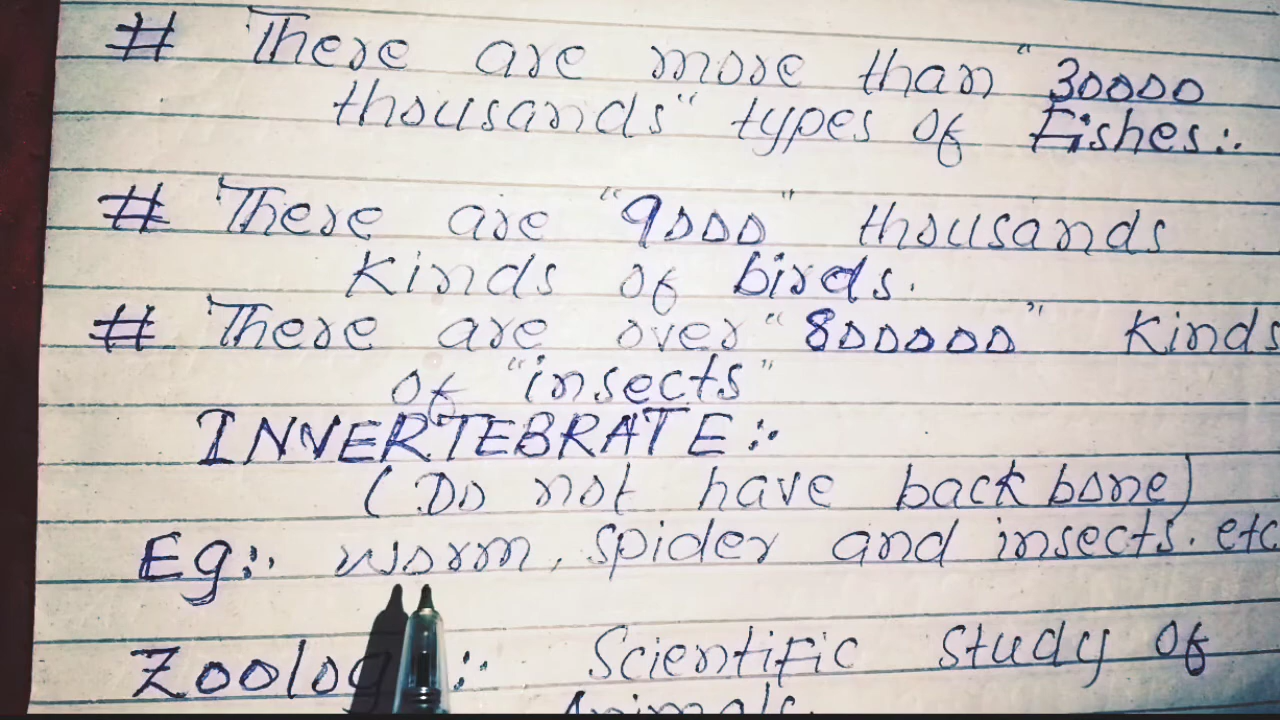 # There are more than "30000
thousands" types of Fishes:.
# There are "9000" thousands
Kinds of birds.
# There are over "800000" Kinds
of "insects"
INVERTEBRATE:.
(Do not have back bone)
Eg:. worm, spider and insects. etc
Zoology:. Scientific study of
Animals.